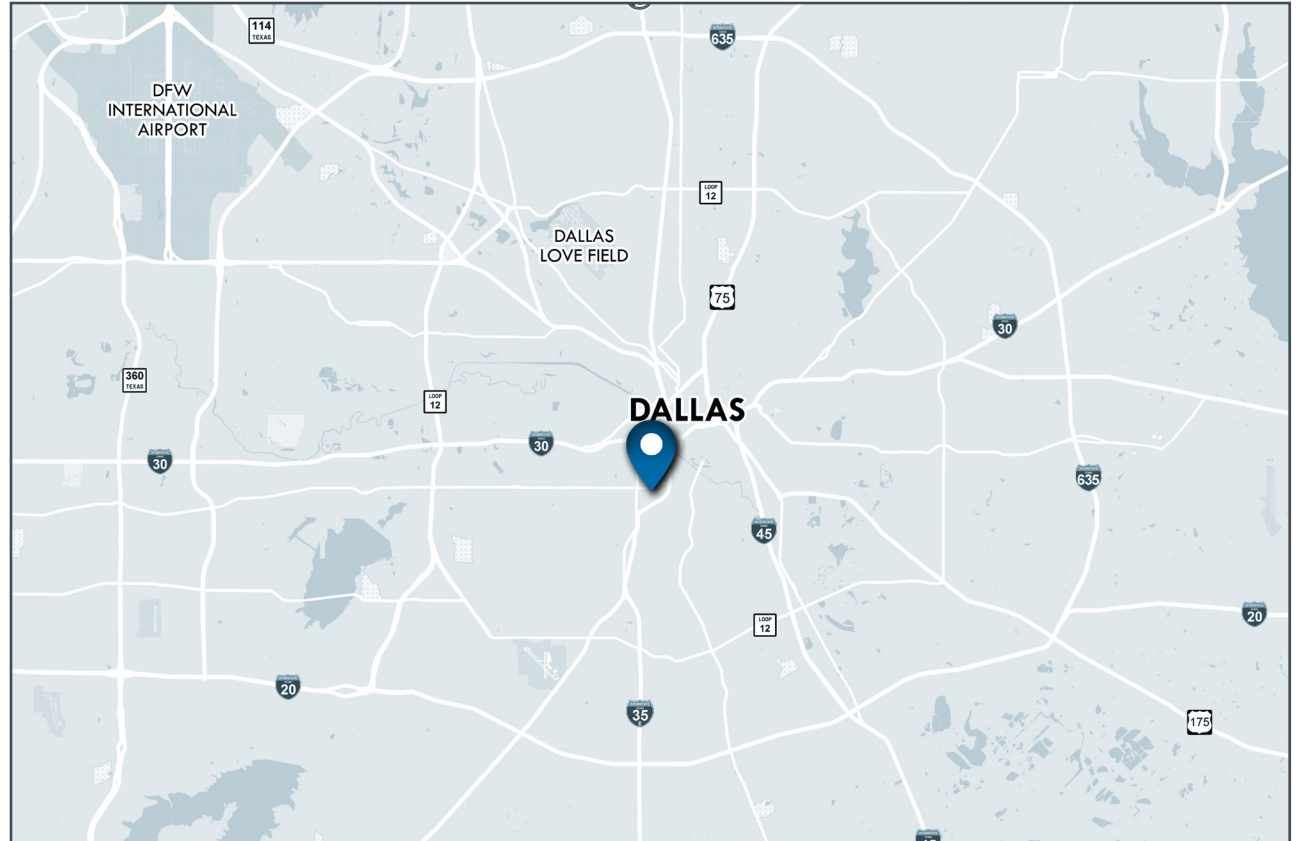 114
TEXAS
635
DFW
INTERNATIONAL
AIRPORT
LOOP
12
DALLAS
LOVE FIELD
75
30
360
TEXAS
LOOP
12
DALLAS
30
30
635
45
LOOP
12
20
20
35
E
175